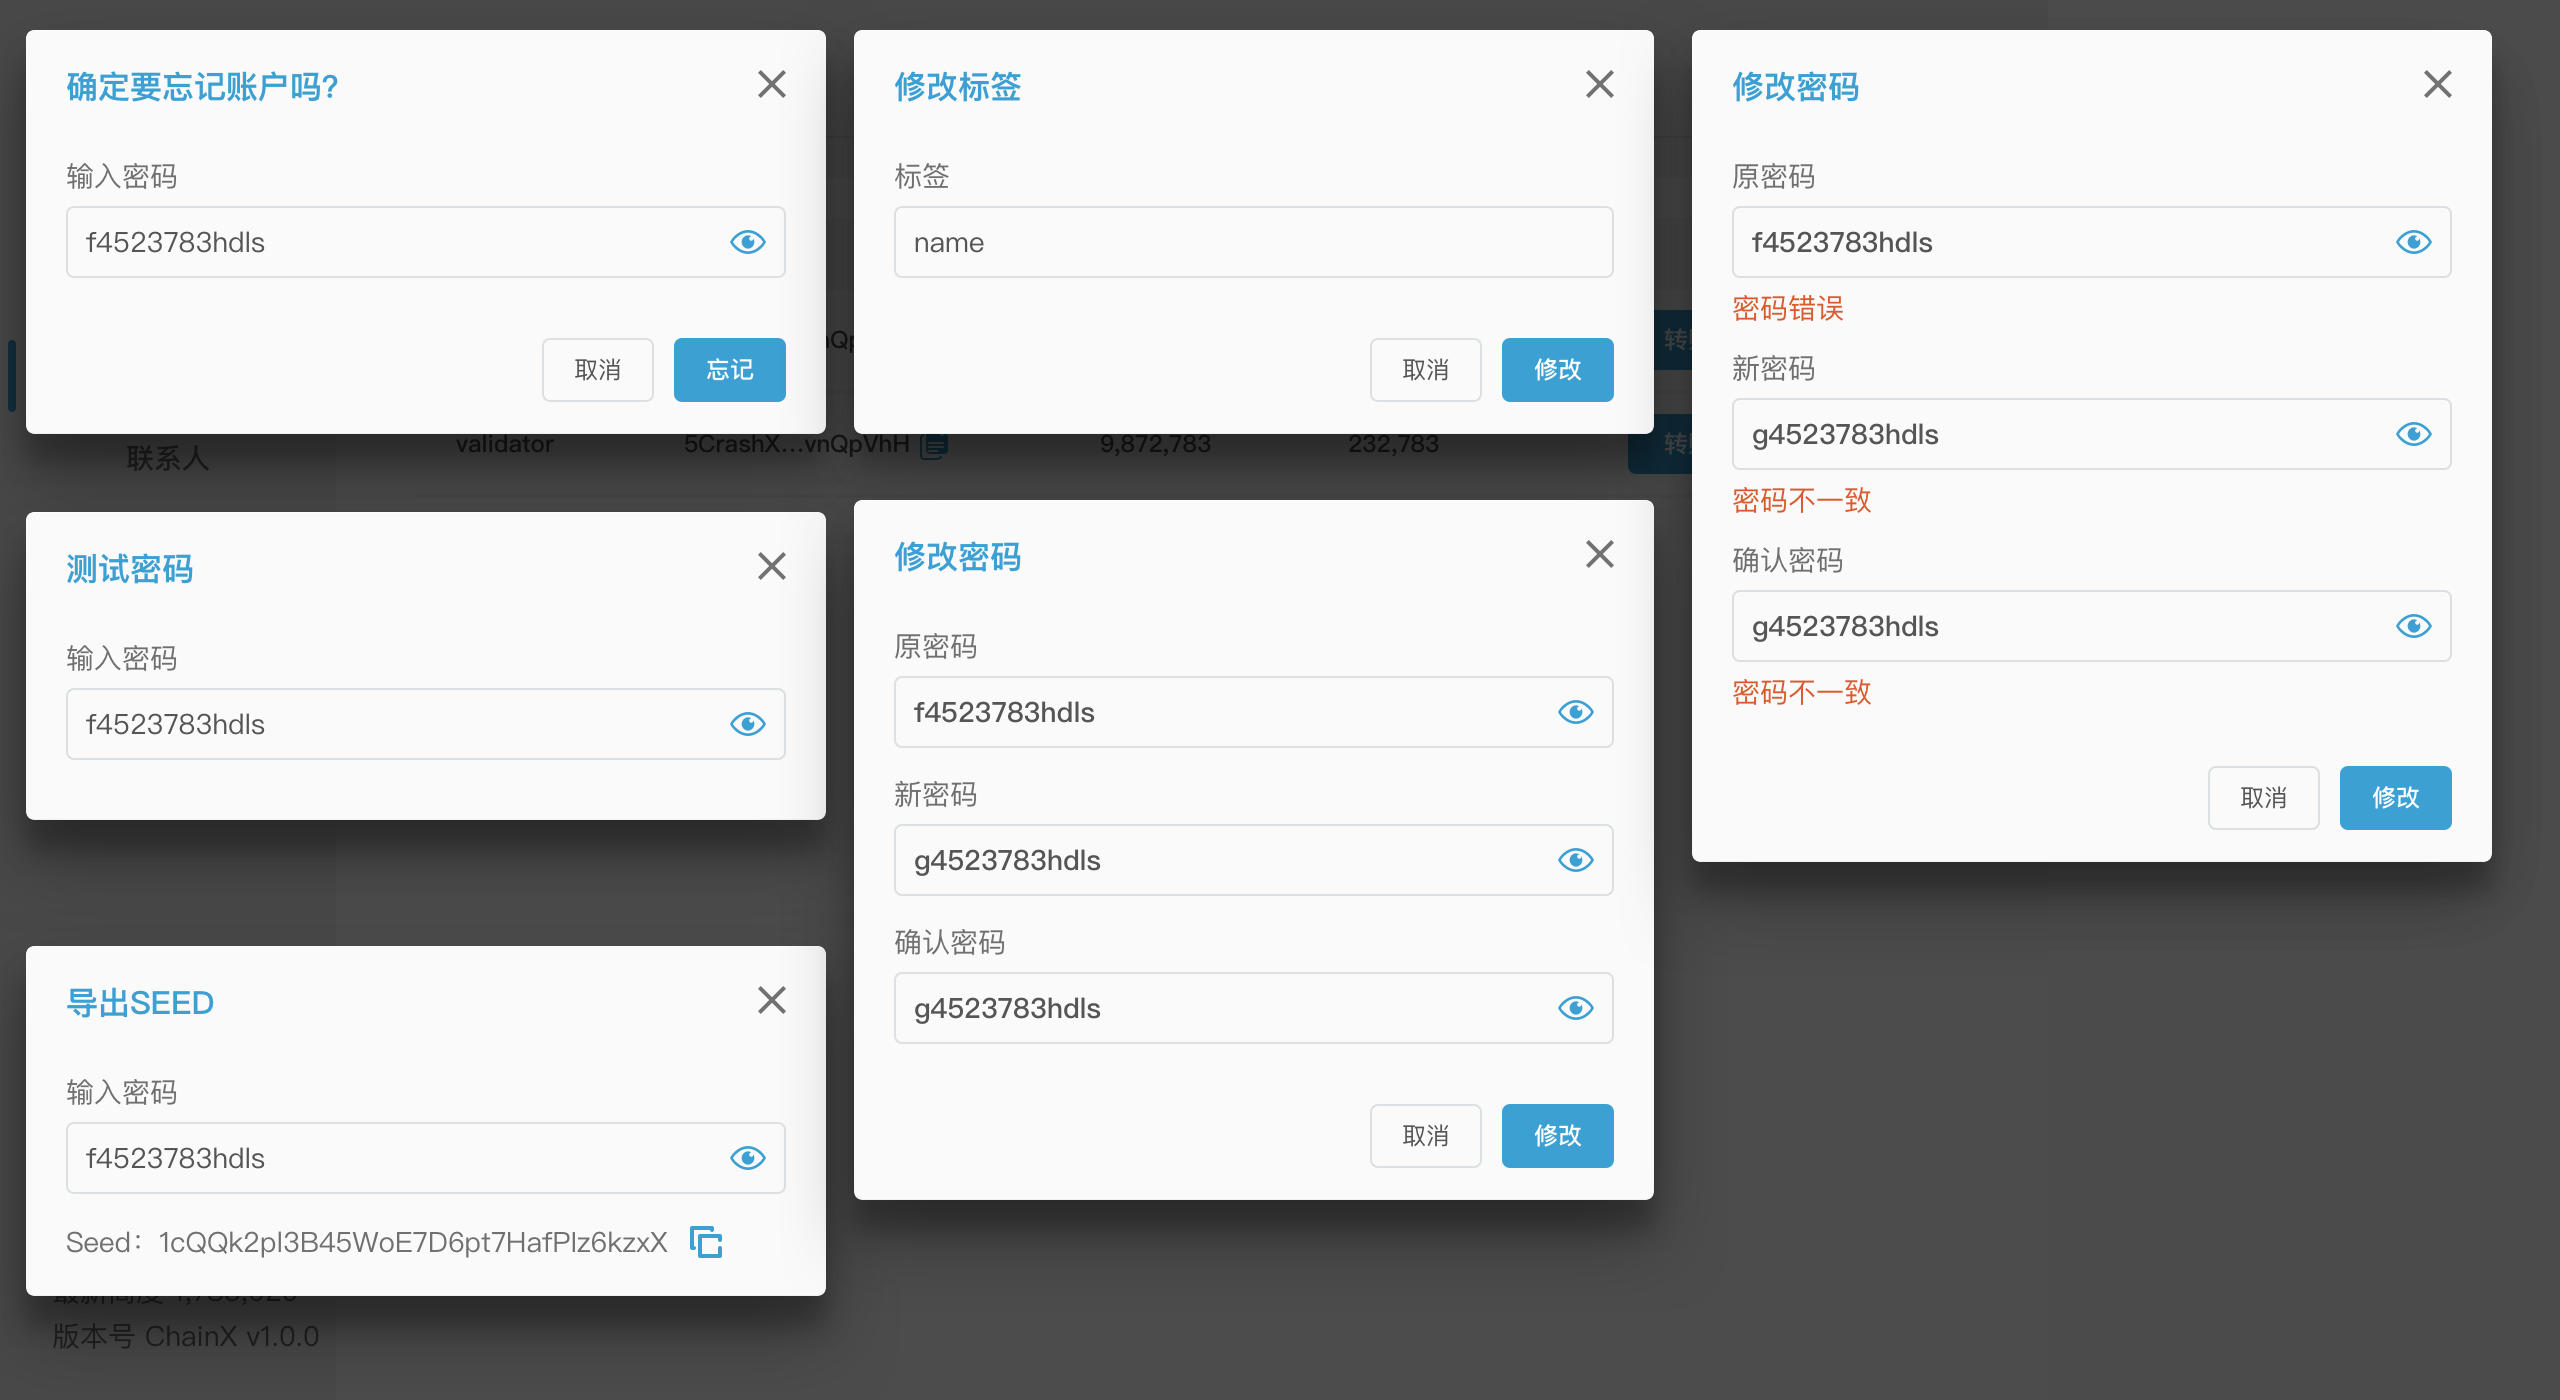 确定要忘记账户吗?
输入密码
f4523783hdls
取消
忘记
修改标签
标签
name
取消
修改
修改密码
原密码
f4523783hdls
密码错误
新密码
g4523783hdls
密码不一致
确认密码
g4523783hdls
密码不一致
取消
修改
联系人
validator
5CrashX...vnQpVhH
9,872,783
232,783
测试密码
输入密码
f4523783hdls
修改密码
原密码
f4523783hdls
新密码
g4523783hdls
确认密码
g4523783hdls
取消
修改
导出SEED
输入密码
f4523783hdls
Seed：1cQQk2pI3B45WoE7D6pt7HafPIz6kzxX
版本号 ChainX v1.0.0